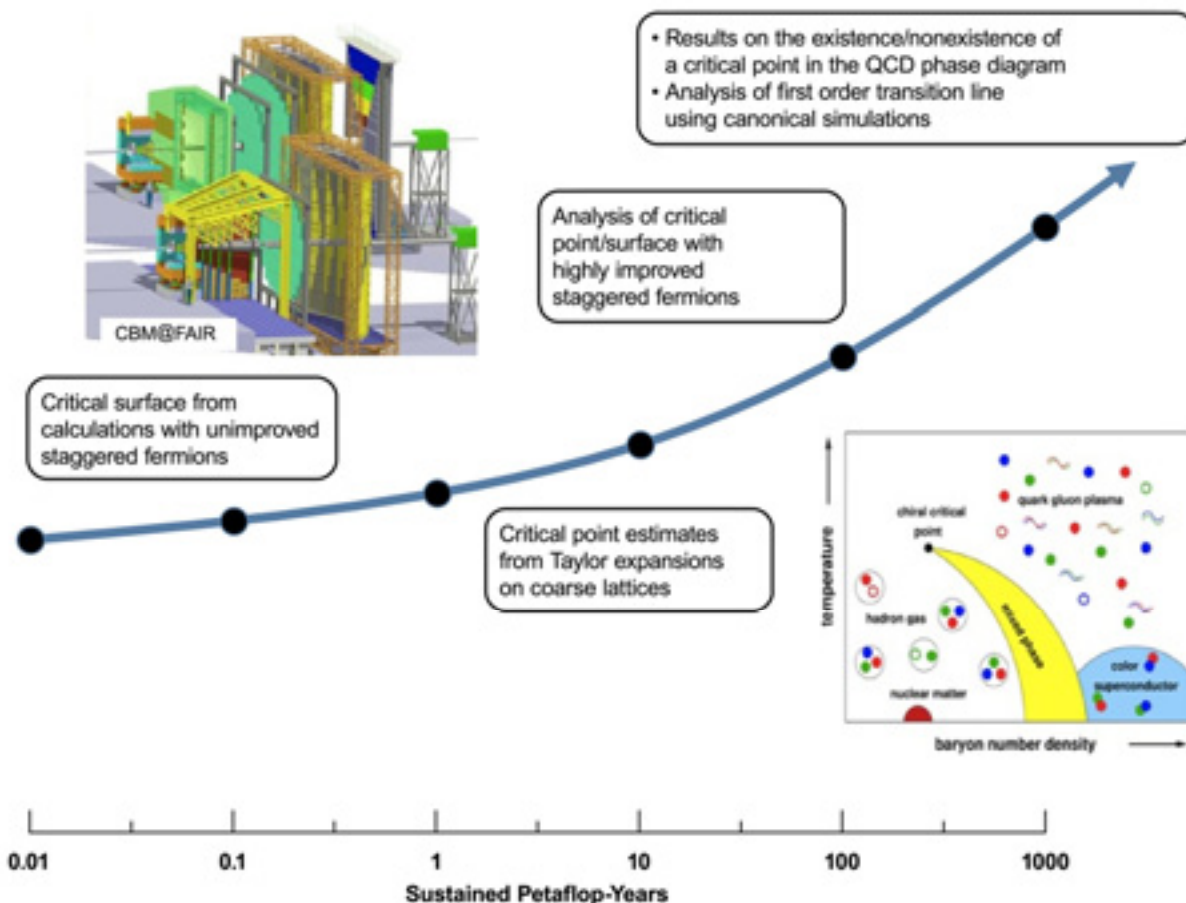 • Results on the existence/nonexistence of
a critical point in the QCD phase diagram
• Analysis of first order transition line
using canonical simulations
Analysis of critical
point/surface with
highly improved
staggered fermions
CBM@FAIR
Critical surface from
calculations with unimproved
staggered fermions
Critical point estimates
from Taylor expansions
on coarse lattices
temperature
quark gluon plasma
chiral critical
point
hadron gas
mixed phase
color
superconductor
nuclear matter
baryon number density
0.01 0.1 1 10 100 1000
Sustained Petaflop-Years